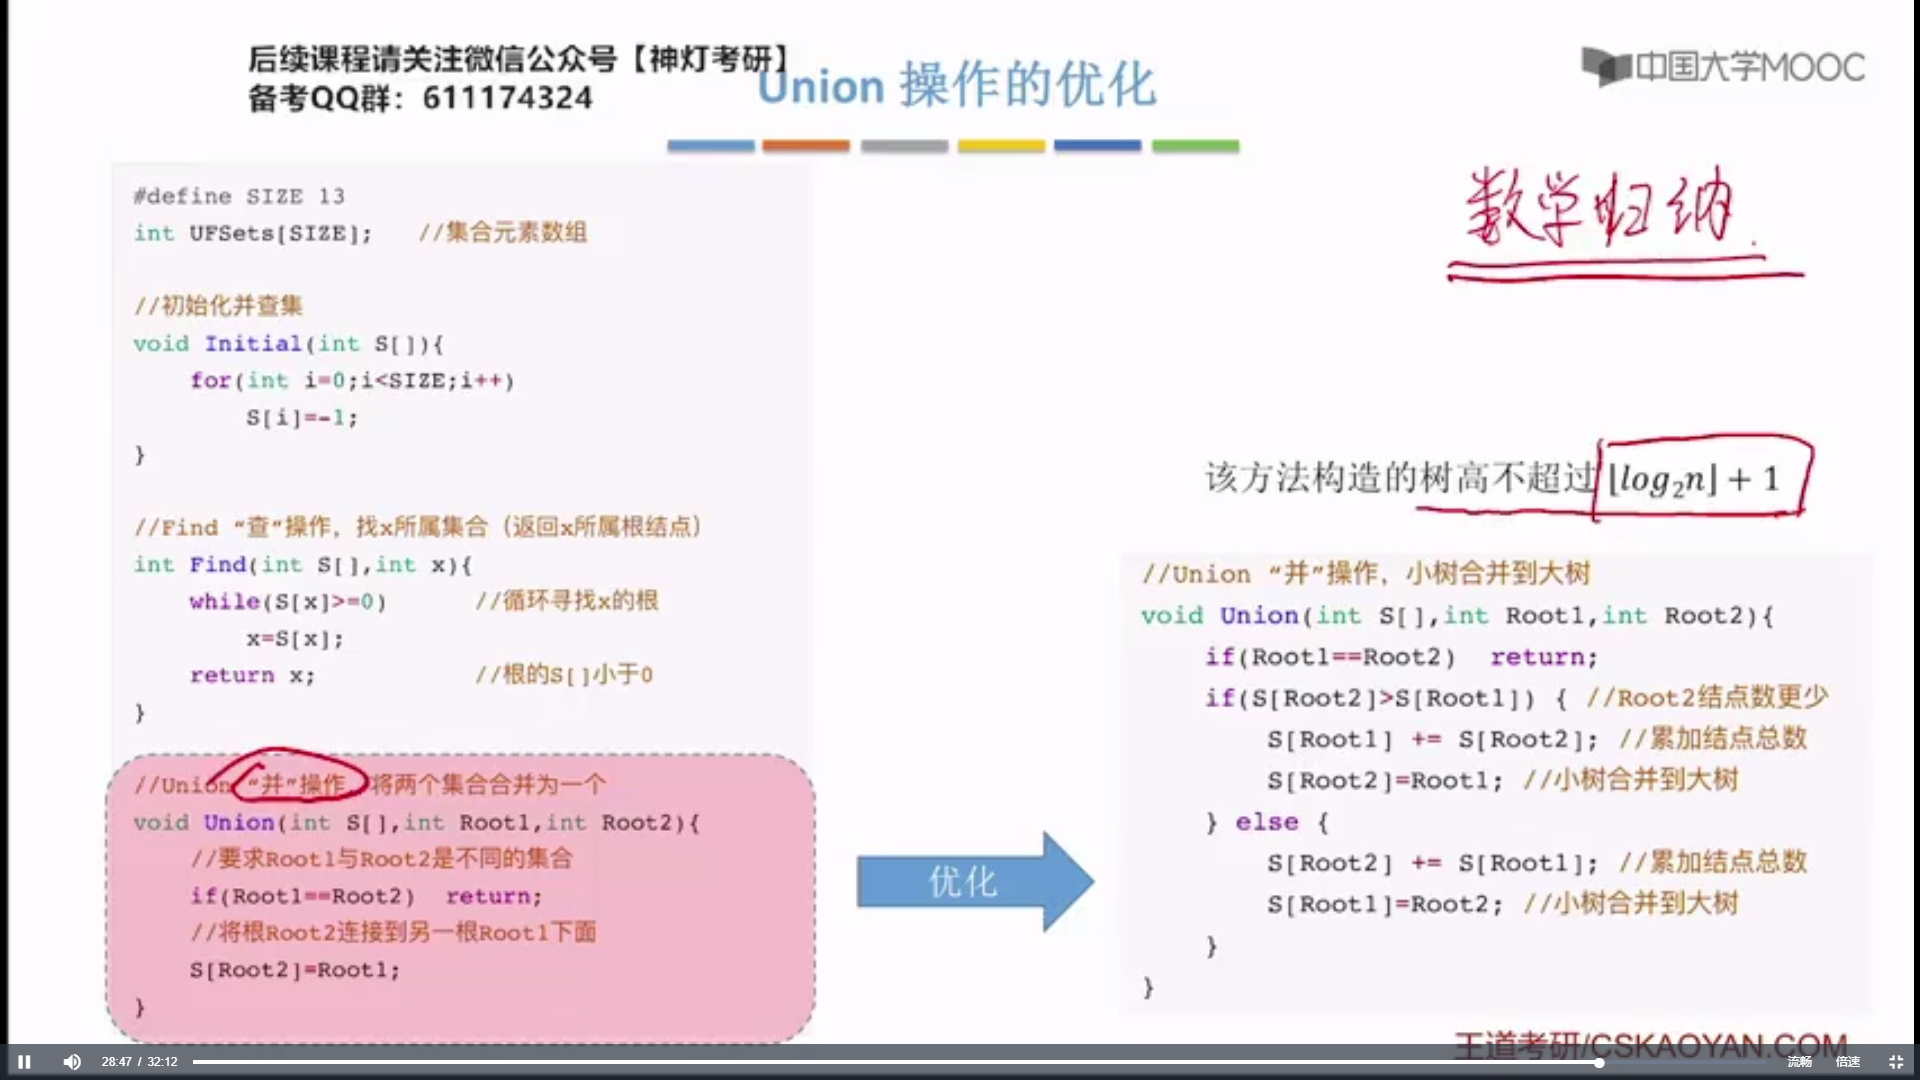 后续课程请关注微信公众号【神灯考研】
备考QQ群：611174324
Union 操作的优化
中国大学MOOC
#define SIZE 13
int UFSets[SIZE];   //集合元素数组
//初始化并查集
void Initial(int S[]){
for(int i=0;i<SIZE;i++)
S[i]=-1;
}
//Find “查”操作，找x所属集合（返回x所属根结点）
int Find(int S[],int x){
while(S[x]>=0)      //循环寻找x的根
x=S[x];
return x;           //根的S[]小于0
}
//Union “并”操作，将两个集合合并为一个
void Union(int S[],int Root1,int Root2){
//要求Root1与Root2是不同的集合
if(Root1==Root2)  return;
//将根Root2连接到另一根Root1下面
S[Root2]=Root1;
}
优化
数学归纳.
该方法构造的树高不超过 ⌊log₂n⌋ + 1
//Union “并”操作，小树合并到大树
void Union(int S[],int Root1,int Root2){
if(Root1==Root2)  return;
if(S[Root2]>S[Root1]) { //Root2结点数更少
S[Root1] += S[Root2]; //累加结点总数
S[Root2]=Root1; //小树合并到大树
} else {
S[Root2] += S[Root1]; //累加结点总数
S[Root1]=Root2; //小树合并到大树
}
}
王道考研/CSKAOYAN.COM
28:47 / 32:12
流畅
倍速